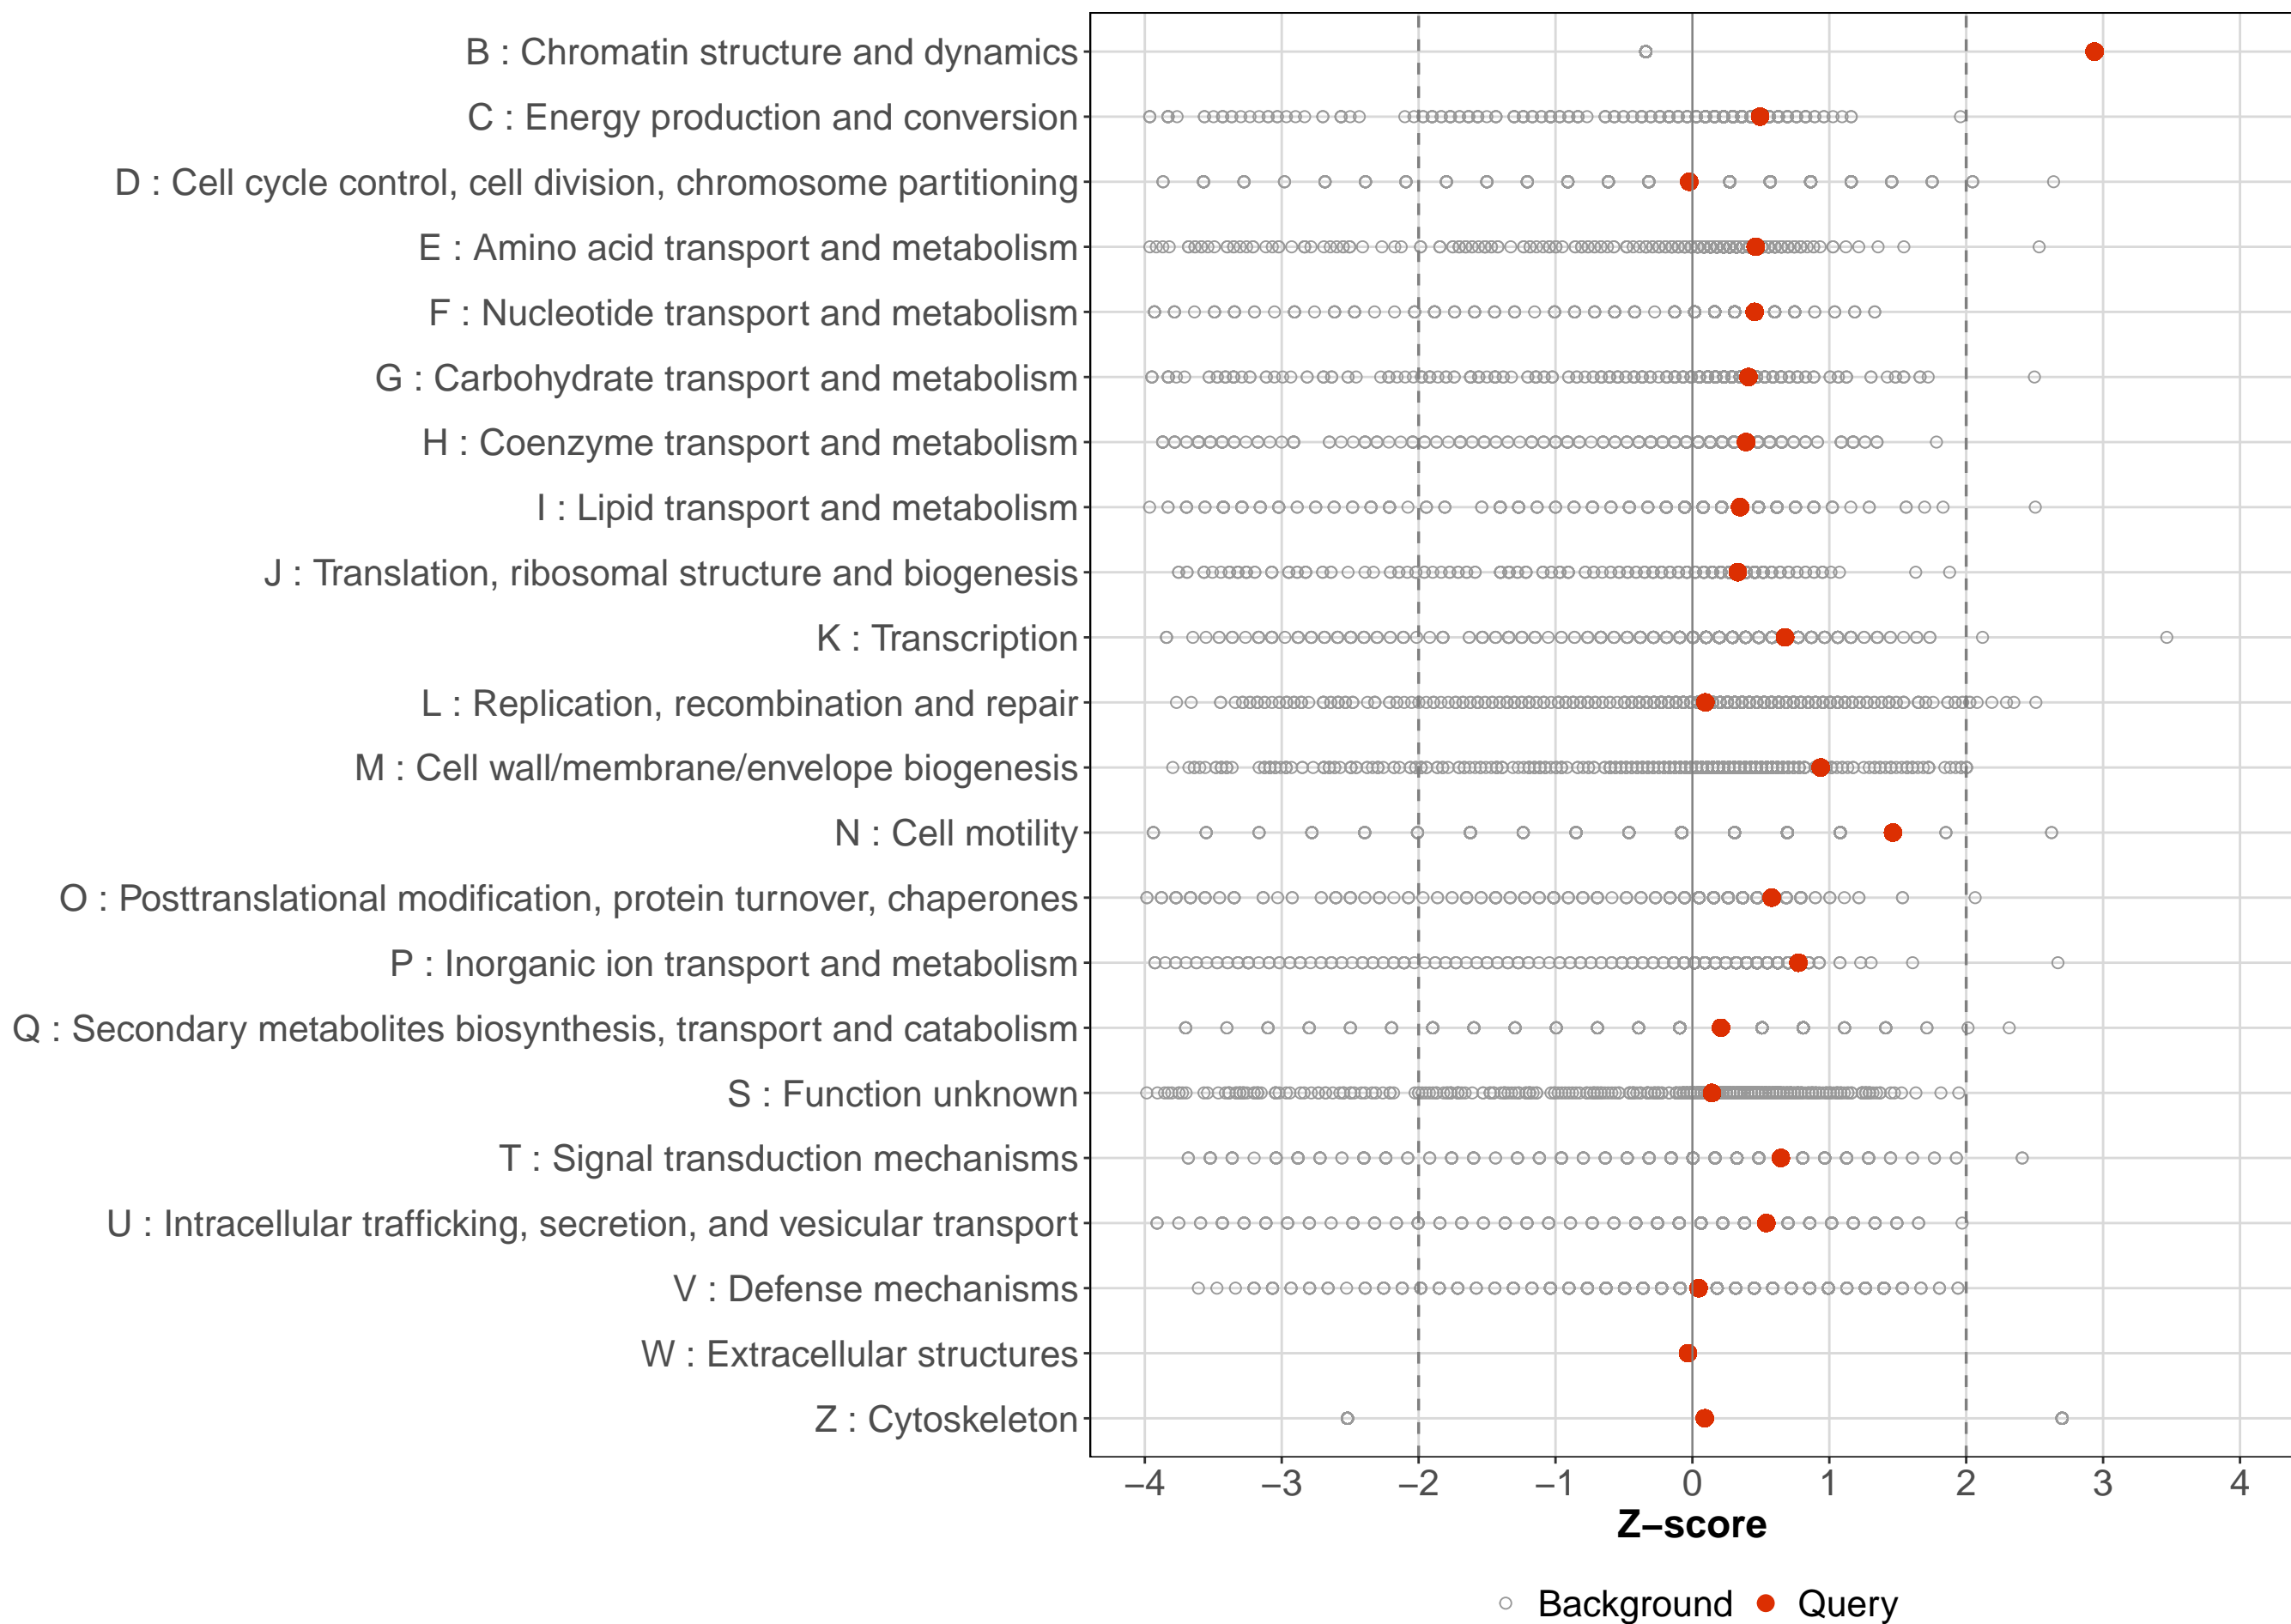 B : Chromatin structure and dynamics
C : Energy production and conversion
D : Cell cycle control, cell division, chromosome partitioning
E : Amino acid transport and metabolism
F : Nucleotide transport and metabolism
G : Carbohydrate transport and metabolism
H : Coenzyme transport and metabolism
I : Lipid transport and metabolism
J : Translation, ribosomal structure and biogenesis
K : Transcription
L : Replication, recombination and repair
M : Cell wall/membrane/envelope biogenesis
N : Cell motility
O : Posttranslational modification, protein turnover, chaperones
P : Inorganic ion transport and metabolism
Q : Secondary metabolites biosynthesis, transport and catabolism
S : Function unknown
T : Signal transduction mechanisms
U : Intracellular trafficking, secretion, and vesicular transport
V : Defense mechanisms
W : Extracellular structures
Z : Cytoskeleton
−4 −3 −2 −1 0 1 2 3 4
Z−score
Background Query